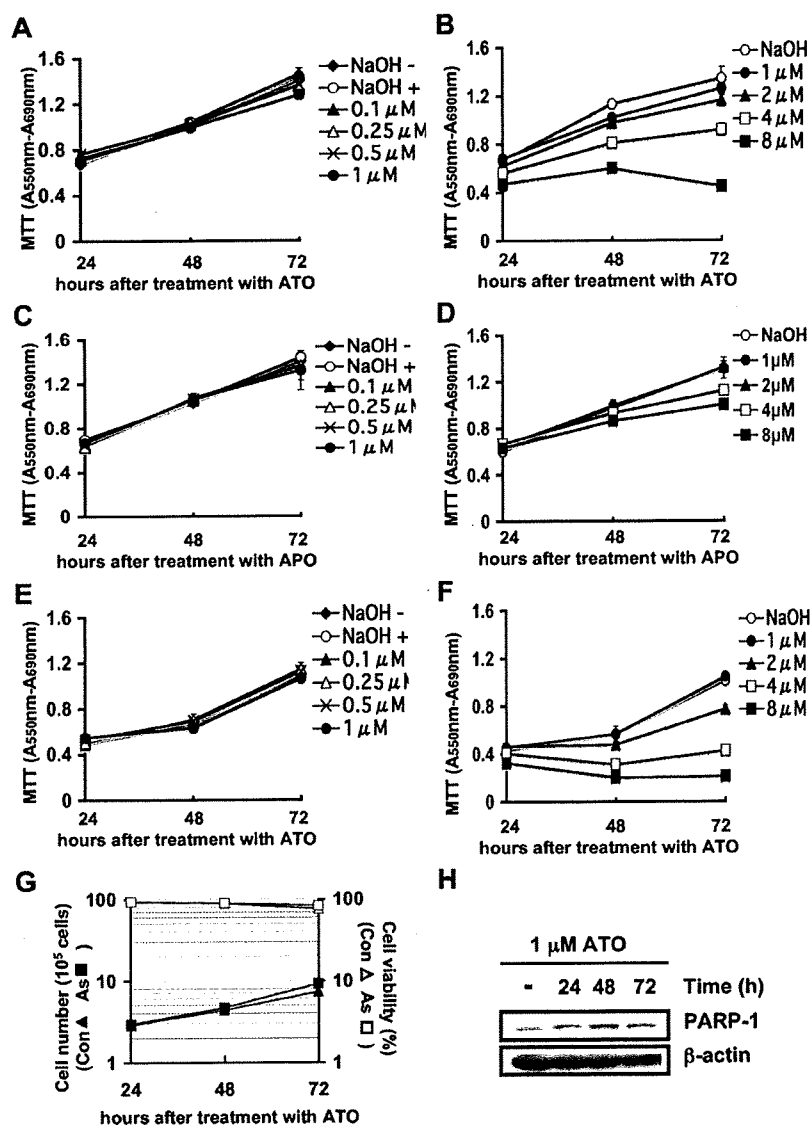 A
MTT (A550nm-A690nm)
1.6
1.2
0.8
0.4
0
24
48
72
hours after treatment with ATO
NaOH -
NaOH +
0.1 μM
0.25 μM
0.5 μM
1 μM
B
MTT (A550nm-A690nm)
1.6
1.2
0.8
0.4
0
24
48
72
hours after treatment with ATO
NaOH
1 μM
2 μM
4 μM
8 μM
C
MTT (A550nm-A690nm)
1.6
1.2
0.8
0.4
0
24
48
72
hours after treatment with APO
NaOH -
NaOH +
0.1 μM
0.25 μM
0.5 μM
1 μM
D
MTT (A550nm-A690nm)
1.6
1.2
0.8
0.4
0
24
48
72
hours after treatment with APO
NaOH
1μM
2μM
4μM
8μM
E
MTT (A550nm-A690nm)
1.6
1.2
0.8
0.4
0
24
48
72
hours after treatment with ATO
NaOH -
NaOH +
0.1 μM
0.25 μM
0.5 μM
1 μM
F
MTT (A550nm-A690nm)
1.6
1.2
0.8
0.4
0
24
48
72
hours after treatment with ATO
NaOH
1 μM
2 μM
4 μM
8 μM
G
Cell number (10⁵ cells)
(Con ▲ As ■ )
100
10
1
100
10
1
Cell viability (%)
(Con △ As □ )
24
48
72
hours after treatment with ATO
H
1 μM ATO
- 24 48 72 Time (h)
PARP-1
β-actin